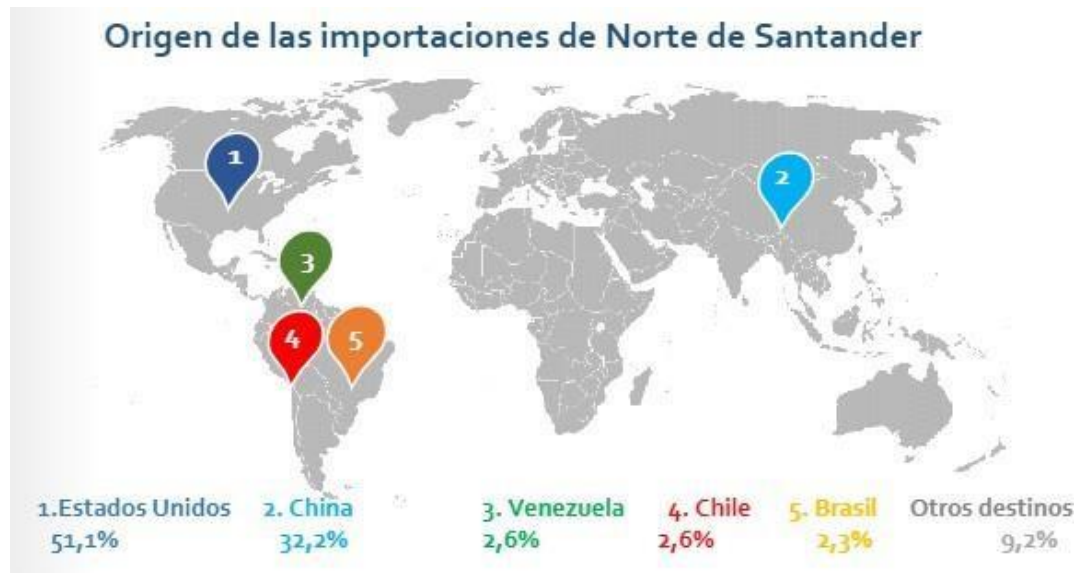 Origen de las importaciones de Norte de Santander
1
2
3
4
5
1.Estados Unidos 2. China 3. Venezuela 4. Chile 5. Brasil Otros destinos
51,1% 32,2% 2,6% 2,6% 2,3% 9,2%